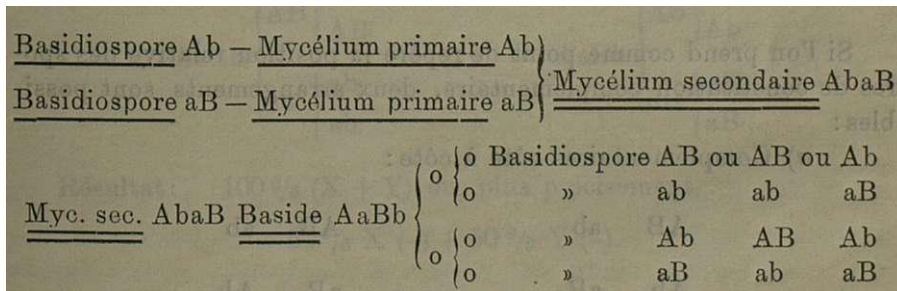 Basidiospore Ab — Mycélium primaire Ab
Basidiospore aB — Mycélium primaire aB
Mycélium secondaire AbaB
Myc. sec. AbaB Baside AaBb
o o Basidiospore AB ou AB ou Ab
o » ab ab aB
o o » Ab AB Ab
o » aB ab aB